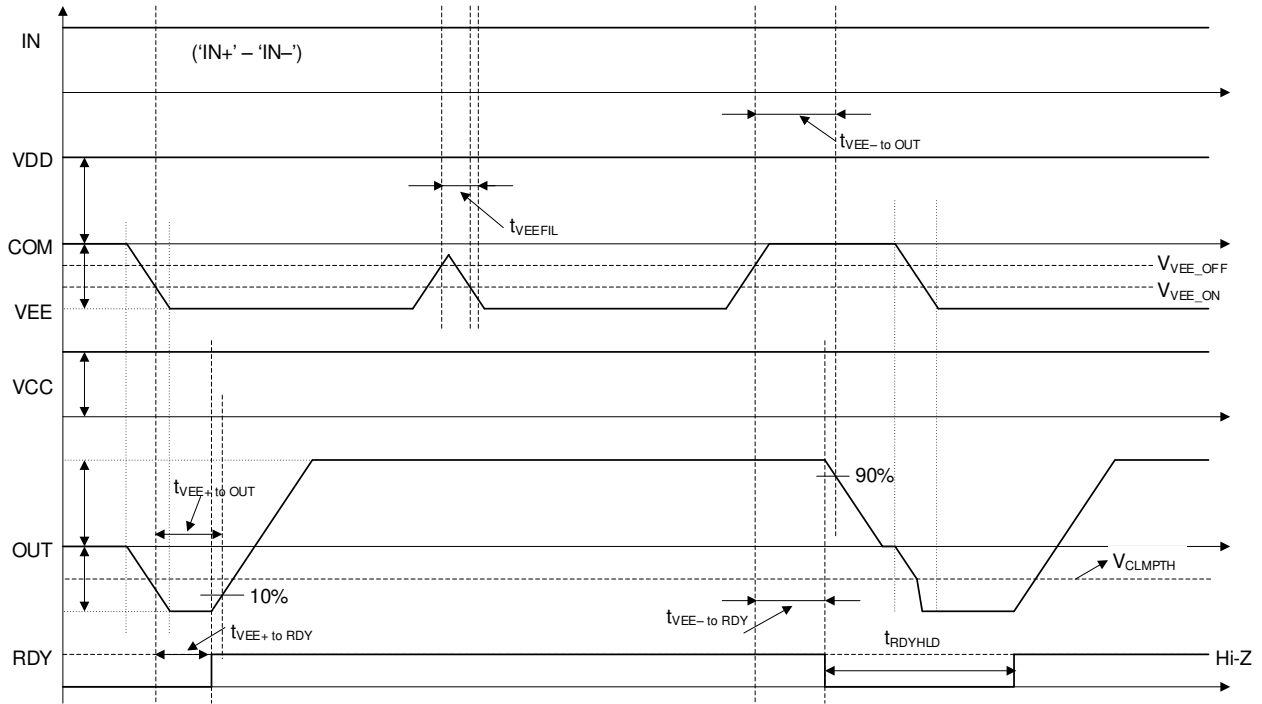 IN
('IN+' – 'IN–')
tVEE– to OUT
VDD
tVEEFIL
COM
VVEE_OFF
VVEE_ON
VEE
VCC
90%
tVEE+ to OUT
OUT
VCLMPTH
10%
tVEE– to RDY
tVEE+ to RDY
tRDYHLD
RDY
Hi-Z